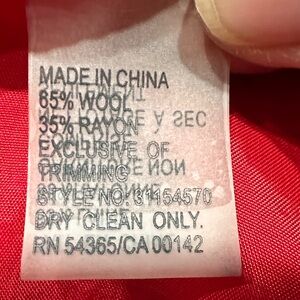 MADE IN CHINA
65% WOOL
35% RAYON
EXCLUSIVE OF
TRIMMING
STYLE NO: 81154570
DRY CLEAN ONLY.
RN 54365/CA 00142